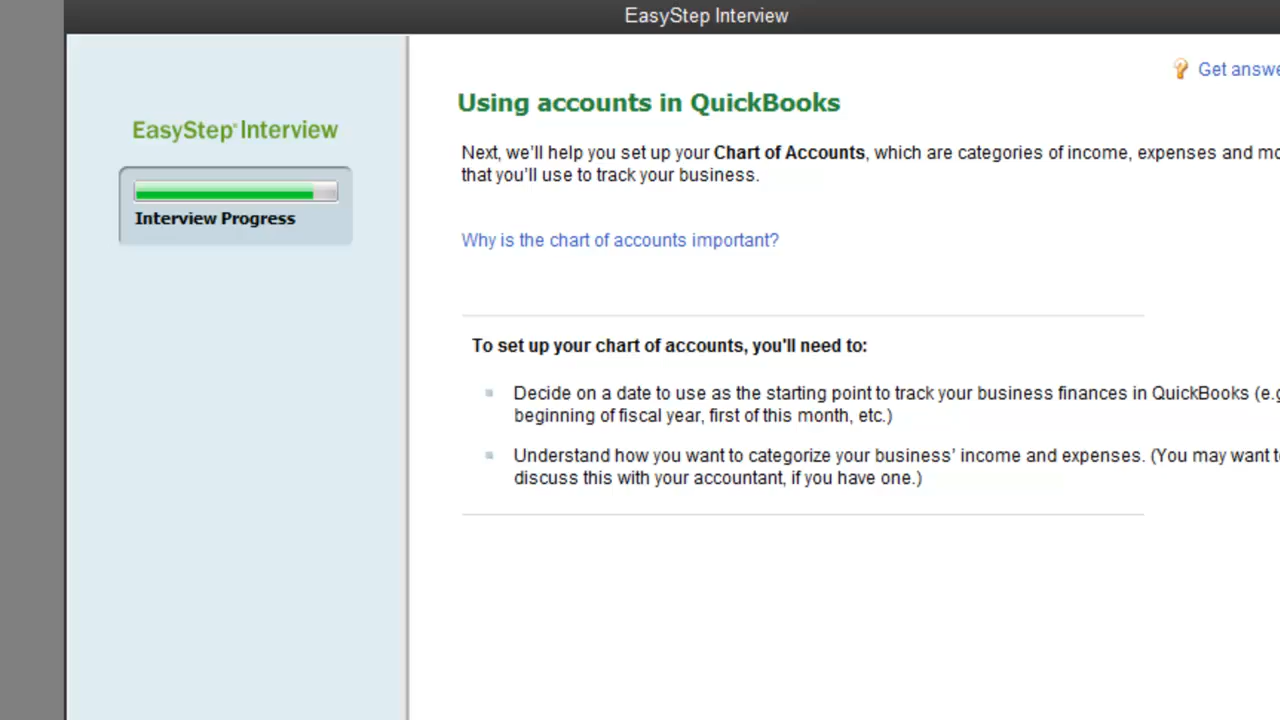 EasyStep Interview
Get answe
Using accounts in QuickBooks
EasyStep® Interview
Next, we'll help you set up your Chart of Accounts, which are categories of income, expenses and mo
that you'll use to track your business.
Interview Progress
Why is the chart of accounts important?
To set up your chart of accounts, you'll need to:
Decide on a date to use as the starting point to track your business finances in QuickBooks (e.g
beginning of fiscal year, first of this month, etc.)
Understand how you want to categorize your business' income and expenses. (You may want t
discuss this with your accountant, if you have one.)